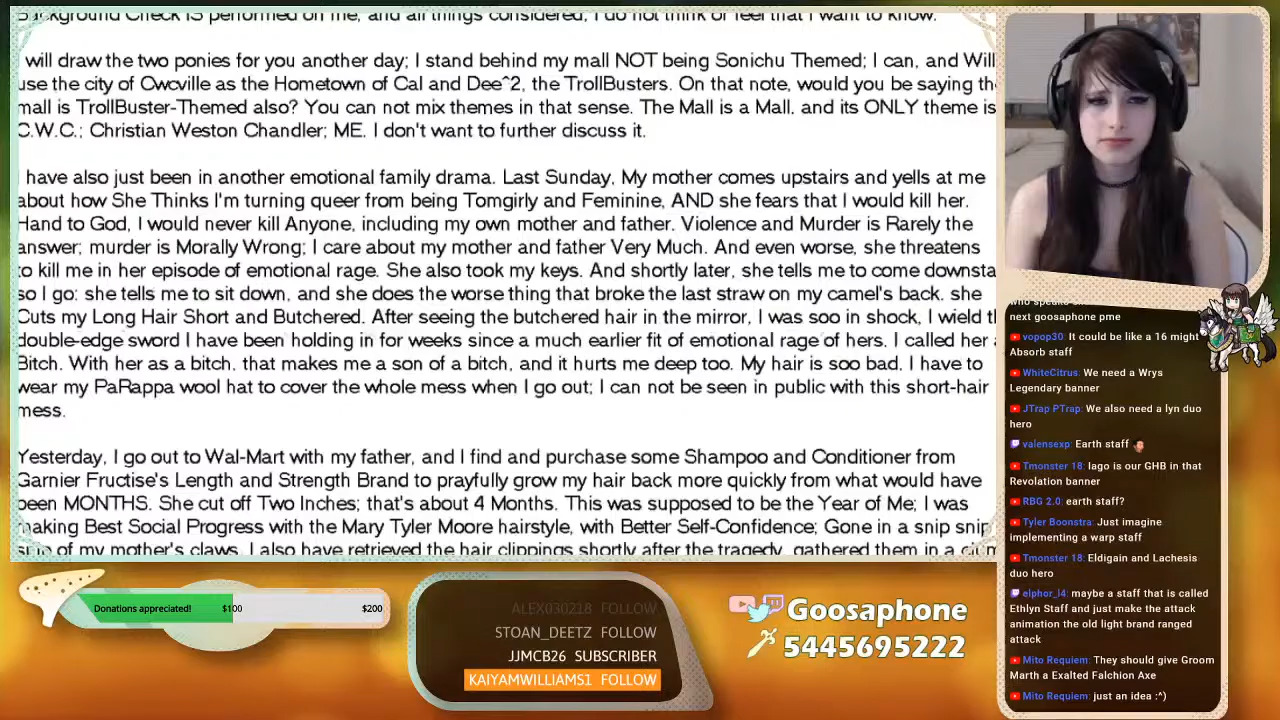 Background Check IS performed on me, and all things considered, I do not think or feel that I want to know.
will draw the two ponies for you another day; I stand behind my mall NOT being Sonichu Themed; I can, and Will
use the city of Cwcville as the Hometown of Cal and Dee^2, the TrollBusters. On that note, would you be saying th
mall is TrollBuster-Themed also? You can not mix themes in that sense. The Mall is a Mall, and its ONLY theme is
C.W.C.; Christian Weston Chandler; ME. I don't want to further discuss it.
I have also just been in another emotional family drama. Last Sunday, My mother comes upstairs and yells at me
about how She Thinks I'm turning queer from being Tomgirly and Feminine, AND she fears that I would kill her.
Hand to God, I would never kill Anyone, including my own mother and father. Violence and Murder is Rarely the
answer; murder is Morally Wrong; I care about my mother and father Very Much. And even worse, she threatens
to kill me in her episode of emotional rage. She also took my keys. And shortly later, she tells me to come downsta
so I go: she tells me to sit down, and she does the worse thing that broke the last straw on my camel's back. she
Cuts my Long Hair Short and Butchered. After seeing the butchered hair in the mirror, I was soo in shock, I wield th
double-edge sword I have been holding in for weeks since a much earlier fit of emotional rage of hers. I called her a
Bitch. With her as a bitch, that makes me a son of a bitch, and it hurts me deep too. My hair is soo bad, I have to
wear my PaRappa wool hat to cover the whole mess when I go out; I can not be seen in public with this short-hair
mess.
Yesterday, I go out to Wal-Mart with my father, and I find and purchase some Shampoo and Conditioner from
Garnier Fructise's Length and Strength Brand to prayfully grow my hair back more quickly from what would have
been MONTHS. She cut off Two Inches; that's about 4 Months. This was supposed to be the Year of Me; I was
making Best Social Progress with the Mary Tyler Moore hairstyle, with Better Self-Confidence; Gone in a snip snip
snip of my mother's claws. I also have retrieved the hair clippings shortly after the tragedy, gathered them in a
next goosaphone pme
vopop30: It could be like a 16 might
Absorb staff
WhiteCitrus: We need a Wrys
Legendary banner
JTrap PTrap: We also need a lyn duo
hero
valensexp: Earth staff
Tmonster 18: Iago is our GHB in that
Revolation banner
RBG 2.0: earth staff?
Tyler Boonstra: Just imagine
implementing a warp staff
Tmonster 18: Eldigain and Lachesis
duo hero
elphor_l4: maybe a staff that is called
Ethlyn Staff and just make the attack
animation the old light brand ranged
attack
Mito Requiem: They should give Groom
Marth a Exalted Falchion Axe
Mito Requiem: just an idea :^)
Donations appreciated! $100 $200
ALEX030218 FOLLOW
STOAN_DEETZ FOLLOW
JJMCB26 SUBSCRIBER
KAIYAMWILLIAMS1 FOLLOW
Goosaphone
5445695222